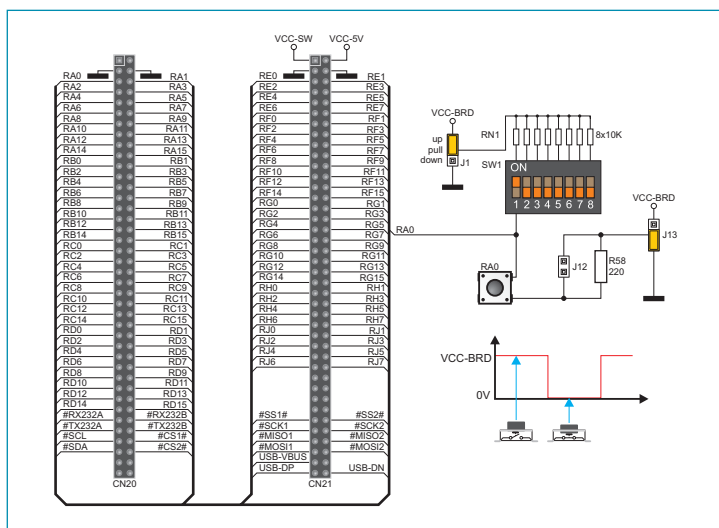 VCC-SW VCC-5V
RA0 RA1
RA2 RA3
RA4 RA5
RA6 RA7
RA8 RA9
RA10 RA11
RA12 RA13
RA14 RA15
RB0 RB1
RB2 RB3
RB4 RB5
RB6 RB7
RB8 RB9
RB10 RB11
RB12 RB13
RB14 RB15
RC0 RC1
RC2 RC3
RC4 RC5
RC6 RC7
RC8 RC9
RC10 RC11
RC12 RC13
RC14 RC15
RD0 RD1
RD2 RD3
RD4 RD5
RD6 RD7
RD8 RD9
RD10 RD11
RD12 RD13
RD14 RD15
#RX232A #RX232B
#TX232A #TX232B
#SCL #CS1#
#SDA #CS2#
CN20
RE0 RE1
RE2 RE3
RE4 RE5
RE6 RE7
RF0 RF1
RF2 RF3
RF4 RF5
RF6 RF7
RF8 RF9
RF10 RF11
RF12 RF13
RF14 RF15
RG0 RG1
RG2 RG3
RG4 RG5
RG6 RG7
RG8 RG9
RG10 RG11
RG12 RG13
RG14 RG15
RH0 RH1
RH2 RH3
RH4 RH5
RH6 RH7
RJ0 RJ1
RJ2 RJ3
RJ4 RJ5
RJ6 RJ7
#SS1# #SS2#
#SCK1 #SCK2
#MISO1 #MISO2
#MOSI1 #MOSI2
USB-VBUS
USB-DP USB-DN
CN21
VCC-BRD
up
pull
down
J1
RN1 8x10K
SW1
ON
1 2 3 4 5 6 7 8
RA0
VCC-BRD
J13
J12
R58
220
RA0
VCC-BRD
0V